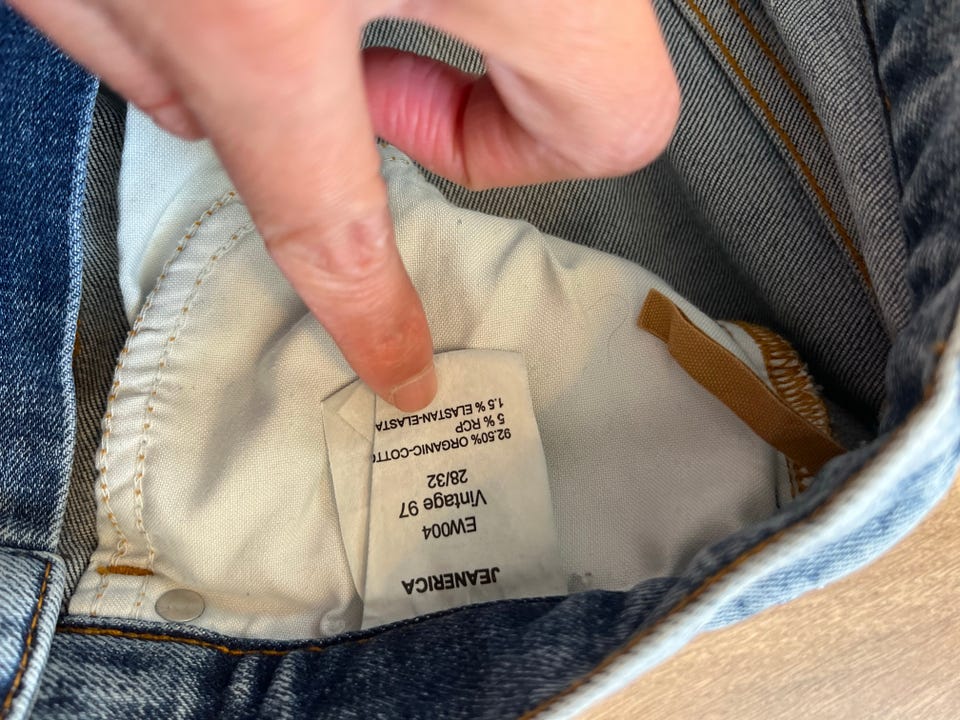 JEANERICA
EW004
Vintage 97
28/32
92.50% ORGANIC-COTTO
5 % RCP
1.5 % ELASTAN-ELASTA